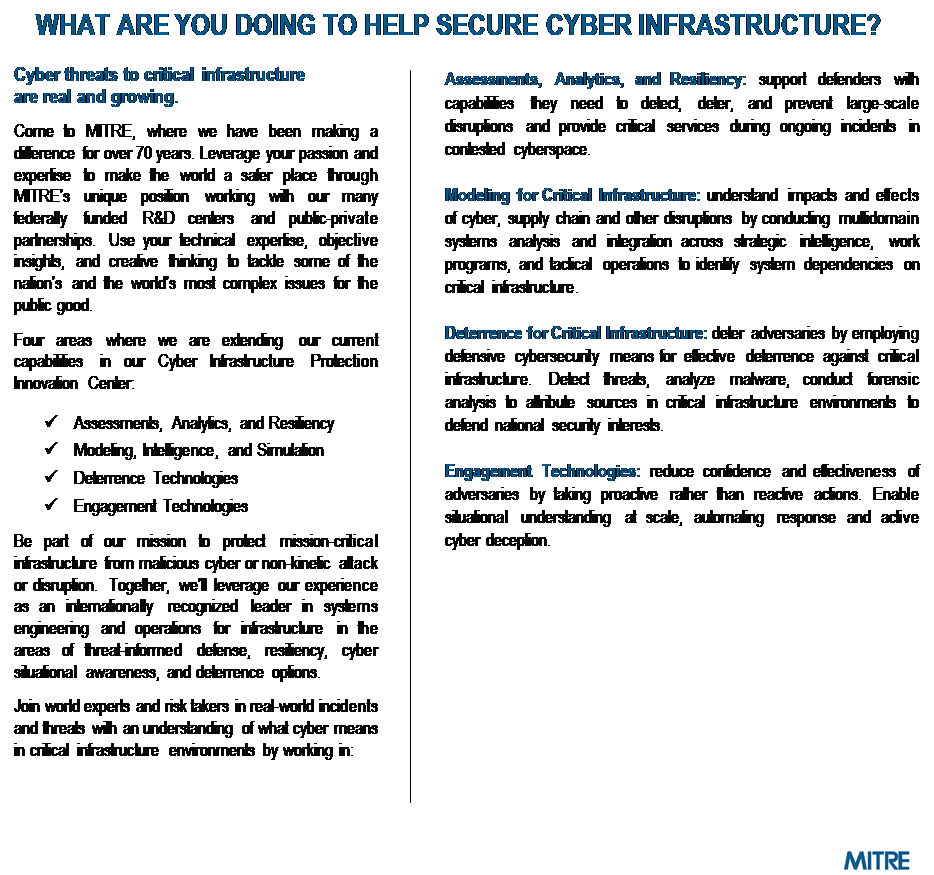 WHAT ARE YOU DOING TO HELP SECURE CYBER INFRASTRUCTURE?
Cyber threats to critical infrastructure
are real and growing.
Come to MITRE, where we have been making a
difference for over 70 years. Leverage your passion and
expertise to make the world a safer place through
MITRE's unique position working with our many
federally funded R&D centers and public-private
partnerships. Use your technical expertise, objective
insights, and creative thinking to tackle some of the
nation's and the world's most complex issues for the
public good.
Four areas where we are extending our current
capabilities in our Cyber Infrastructure Protection
Innovation Center:
✓ Assessments, Analytics, and Resiliency
✓ Modeling, Intelligence, and Simulation
✓ Deterrence Technologies
✓ Engagement Technologies
Be part of our mission to protect mission-critical
infrastructure from malicious cyber or non-kinetic attack
or disruption. Together, we'll leverage our experience
as an internationally recognized leader in systems
engineering and operations for infrastructure in the
areas of threat-informed defense, resiliency, cyber
situational awareness, and deterrence options.
Join world experts and risk takers in real-world incidents
and threats with an understanding of what cyber means
in critical infrastructure environments by working in:
Assessments, Analytics, and Resiliency: support defenders with
capabilities they need to detect, deter, and prevent large-scale
disruptions and provide critical services during ongoing incidents in
contested cyberspace.
Modeling for Critical Infrastructure: understand impacts and effects
of cyber, supply chain and other disruptions by conducting multidomain
systems analysis and integration across strategic intelligence, work
programs, and tactical operations to identify system dependencies on
critical infrastructure.
Deterrence for Critical Infrastructure: deter adversaries by employing
defensive cybersecurity means for effective deterrence against critical
infrastructure. Detect threats, analyze malware, conduct forensic
analysis to attribute sources in critical infrastructure environments to
defend national security interests.
Engagement Technologies: reduce confidence and effectiveness of
adversaries by taking proactive rather than reactive actions. Enable
situational understanding at scale, automating response and active
cyber deception.
MITRE